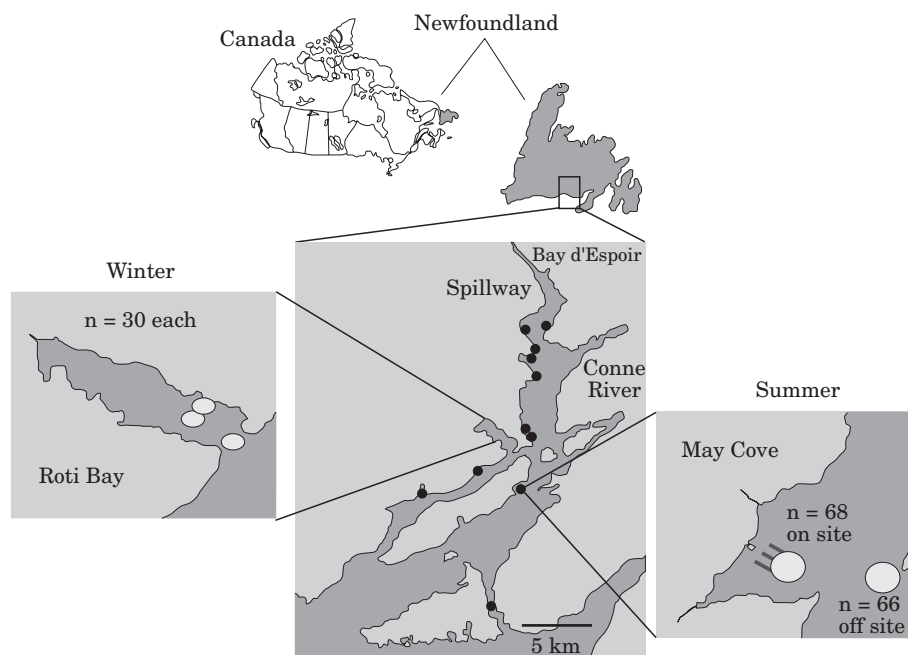 Newfoundland
Canada
Bay d'Espoir
Winter
Spillway
n = 30 each
Conne
River
Summer
Roti Bay
May Cove
n = 68
on site
n = 66
off site
5 km